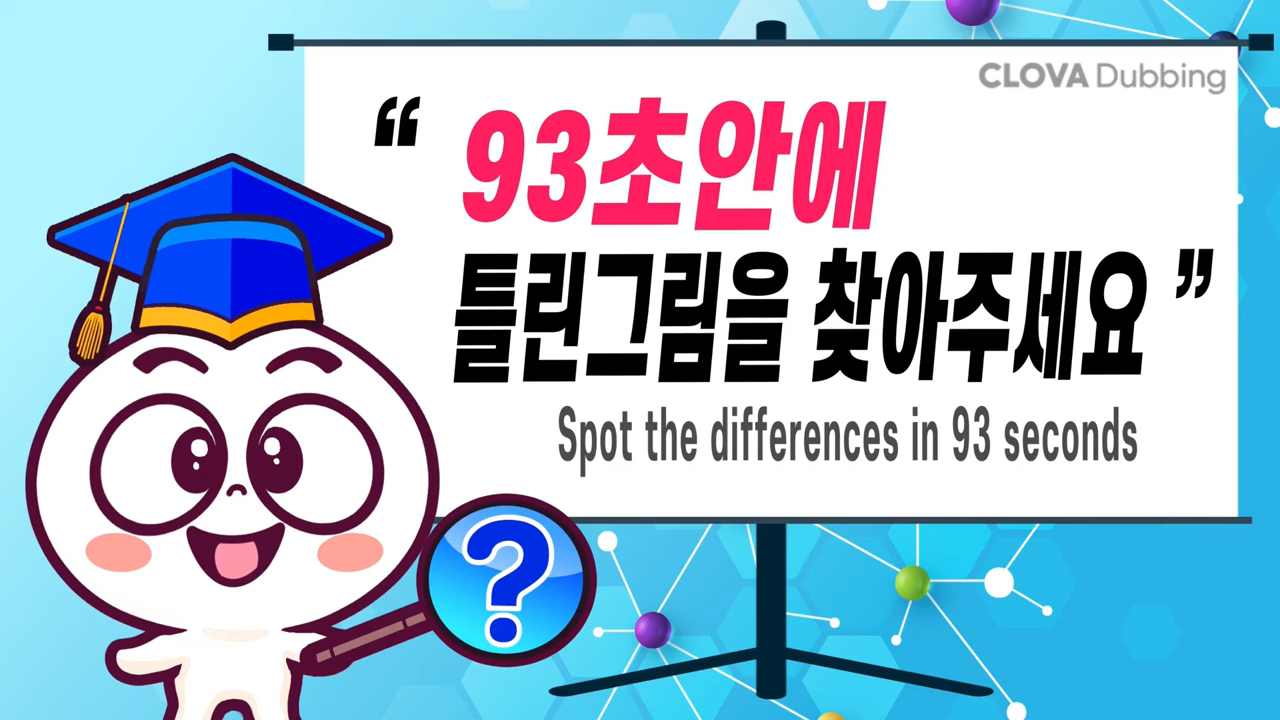 CLOVA Dubbing
“ 93초안에
틀린그림을 찾아주세요 ”
Spot the differences in 93 seconds
?